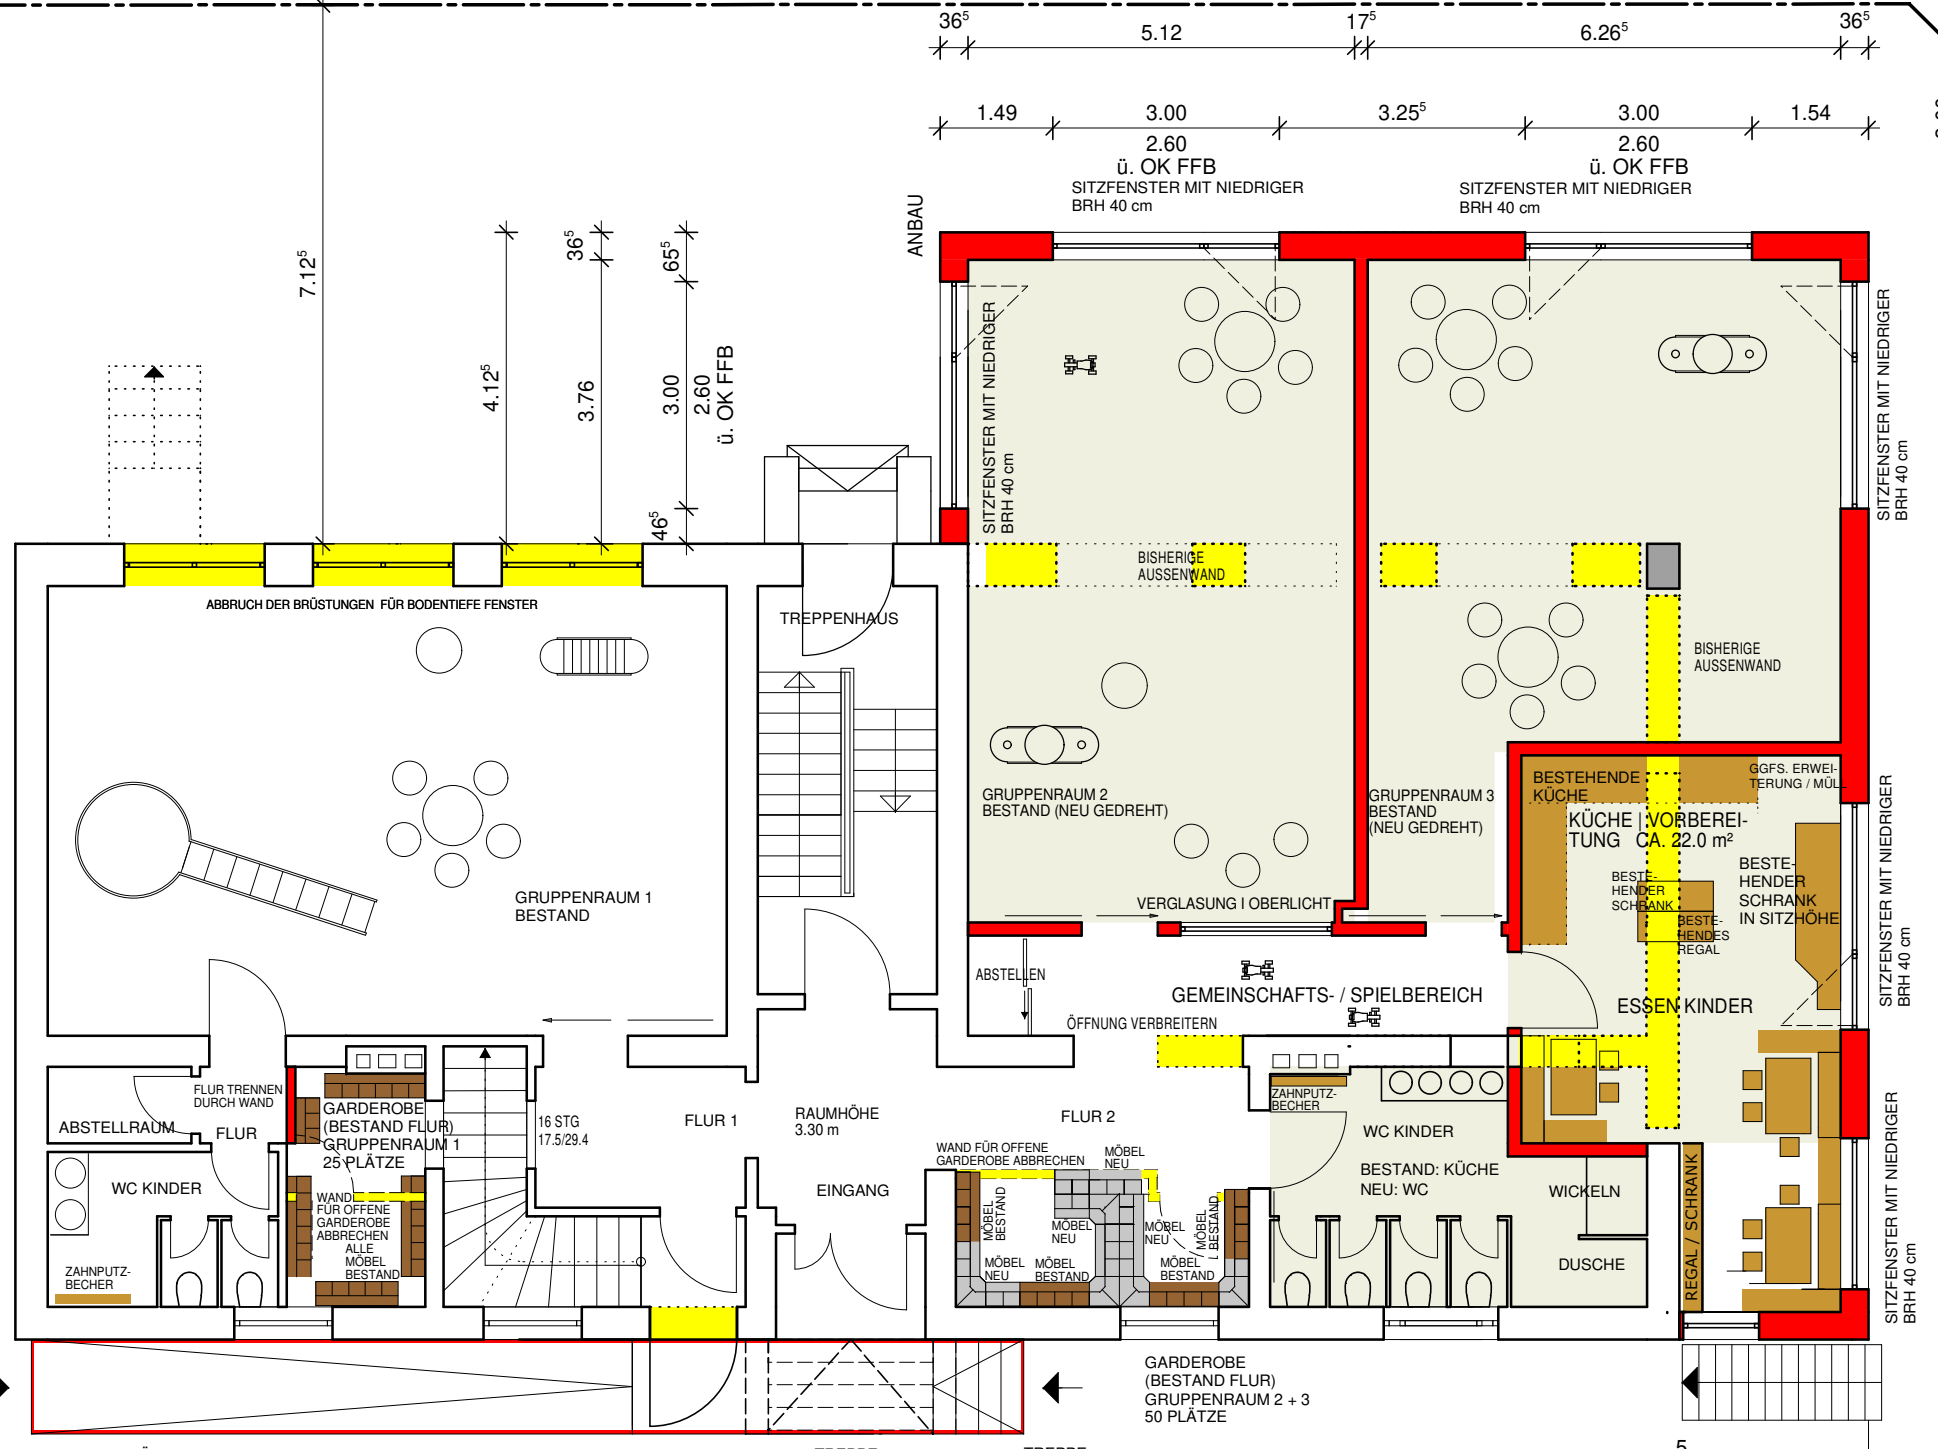 36⁵
5.12
17⁵
6.26⁵
36⁵
1.49
3.00
3.25⁵
3.00
1.54
2.60
ü. OK FFB
2.60
ü. OK FFB
SITZFENSTER MIT NIEDRIGER
BRH 40 cm
SITZFENSTER MIT NIEDRIGER
BRH 40 cm
ANBAU
7.12⁵
4.12⁵
36⁵
3.76
65⁵
3.00
2.60
ü. OK FFB
46⁵
SITZFENSTER MIT NIEDRIGER
BRH 40 cm
SITZFENSTER MIT NIEDRIGER
BRH 40 cm
BISHERIGE
AUSSENWAND
ABBRUCH DER BRÜSTUNGEN FÜR BODENTIEFE FENSTER
TREPPENHAUS
BISHERIGE
AUSSENWAND
GRUPPENRAUM 2
BESTAND (NEU GEDREHT)
GRUPPENRAUM 3
BESTAND
(NEU GEDREHT)
BESTEHENDE
KÜCHE
GGFS. ERWEI-
TERUNG / MÜLL
KÜCHE | VORBEREI-
TUNG CA. 22.0 m²
BESTE-
HENDER
SCHRANK
BESTE-
HENDES
REGAL
BESTE-
HENDER
SCHRANK
IN SITZHÖHE
SITZFENSTER MIT NIEDRIGER
BRH 40 cm
GRUPPENRAUM 1
BESTAND
VERGLASUNG I OBERLICHT
ABSTELLEN
GEMEINSCHAFTS- / SPIELBEREICH
ESSEN KINDER
ÖFFNUNG VERBREITERN
FLUR TRENNEN
DURCH WAND
ABSTELLRAUM
FLUR
GARDEROBE
(BESTAND FLUR)
GRUPPENRAUM 1
25 PLÄTZE
16 STG
17.5/29.4
FLUR 1
RAUMHÖHE
3.30 m
FLUR 2
ZAHNPUTZ-
BECHER
WC KINDER
BESTAND: KÜCHE
NEU: WC
WAND FÜR OFFENE
GARDEROBE ABBRECHEN
MÖBEL
NEU
WC KINDER
WAND
FÜR OFFENE
GARDEROBE
ABBRECHEN
ALLE
MÖBEL
BESTAND
EINGANG
MÖBEL
BESTAND
MÖBEL
NEU
MÖBEL
NEU
MÖBEL
BESTAND
MÖBEL
NEU
MÖBEL
BESTAND
MÖBEL
BESTAND
WICKELN
DUSCHE
REGAL / SCHRANK
SITZFENSTER MIT NIEDRIGER
BRH 40 cm
ZAHNPUTZ-
BECHER
GARDEROBE
(BESTAND FLUR)
GRUPPENRAUM 2 + 3
50 PLÄTZE